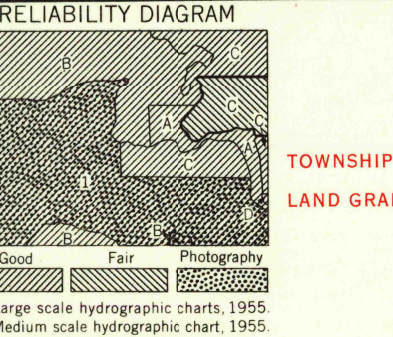 RELIABILITY DIAGRAM
B
C
C
A
C
A
C
1
D
B
B
TOWNSHIP
LAND GRA
Good Fair Photography
arge scale hydrographic charts, 1955.
Medium scale hydrographic chart, 1955.